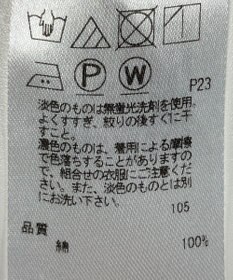 P
W
P23
淡色のものは無蛍光洗剤を使用、
よくすすぎ、絞りの後すぐに干
すこと。
濃色のものは、着用による摩擦
で色落ちすることがありますの
で、組合せの衣服にご注意くだ
さい。また、淡色のものとは別
にお洗い下さい。
105
品質
綿 100%